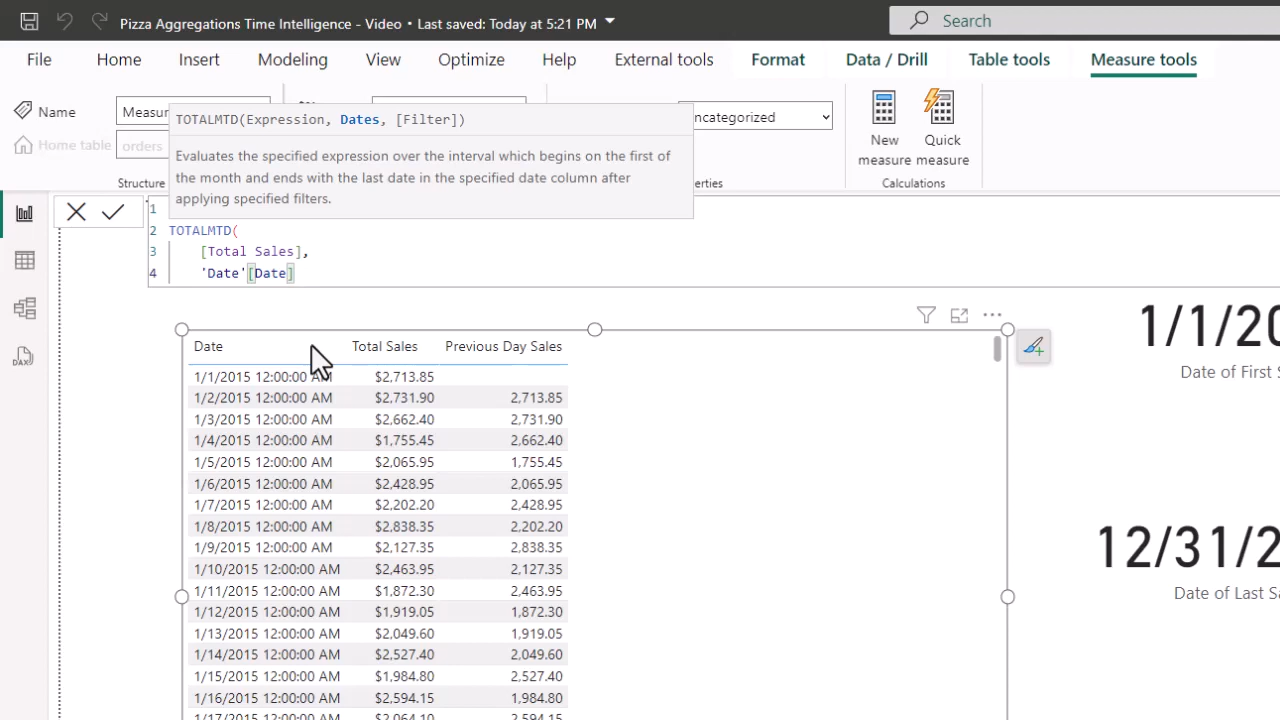 Pizza Aggregations Time Intelligence - Video • Last saved: Today at 5:21 PM
Search
File Home Insert Modeling View Optimize Help External tools Format Data / Drill Table tools Measure tools
Name Measur
Home table orders
Structure
TOTALMTD(Expression, Dates, [Filter])
Evaluates the specified expression over the interval which begins on the first of
the month and ends with the last date in the specified date column after
applying specified filters.
ncategorized
erties
New
measure
Quick
measure
Calculations
1
2 TOTALMTD(
3 [Total Sales],
4 'Date'[Date]
DAX
Date Total Sales Previous Day Sales
1/1/2015 12:00:00 AM $2,713.85
1/2/2015 12:00:00 AM $2,731.90 2,713.85
1/3/2015 12:00:00 AM $2,662.40 2,731.90
1/4/2015 12:00:00 AM $1,755.45 2,662.40
1/5/2015 12:00:00 AM $2,065.95 1,755.45
1/6/2015 12:00:00 AM $2,428.95 2,065.95
1/7/2015 12:00:00 AM $2,202.20 2,428.95
1/8/2015 12:00:00 AM $2,838.35 2,202.20
1/9/2015 12:00:00 AM $2,127.35 2,838.35
1/10/2015 12:00:00 AM $2,463.95 2,127.35
1/11/2015 12:00:00 AM $1,872.30 2,463.95
1/12/2015 12:00:00 AM $1,919.05 1,872.30
1/13/2015 12:00:00 AM $2,049.60 1,919.05
1/14/2015 12:00:00 AM $2,527.40 2,049.60
1/15/2015 12:00:00 AM $1,984.80 2,527.40
1/16/2015 12:00:00 AM $2,594.15 1,984.80
1/17/2015 12:00:00 AM $2,064.10 2,594.15
1/1/20
Date of First S
12/31/2
Date of Last Sa